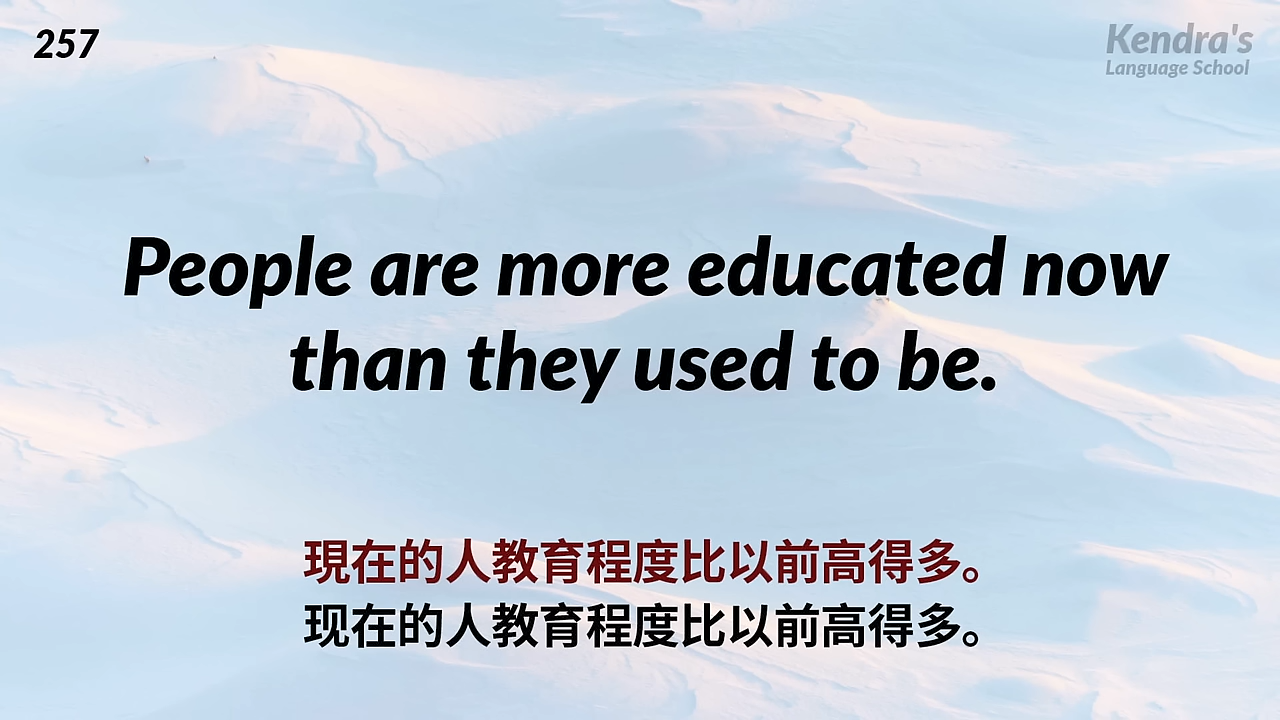 257
Kendra's
Language School
People are more educated now
than they used to be.
現在的人教育程度比以前高得多。
现在的人教育程度比以前高得多。